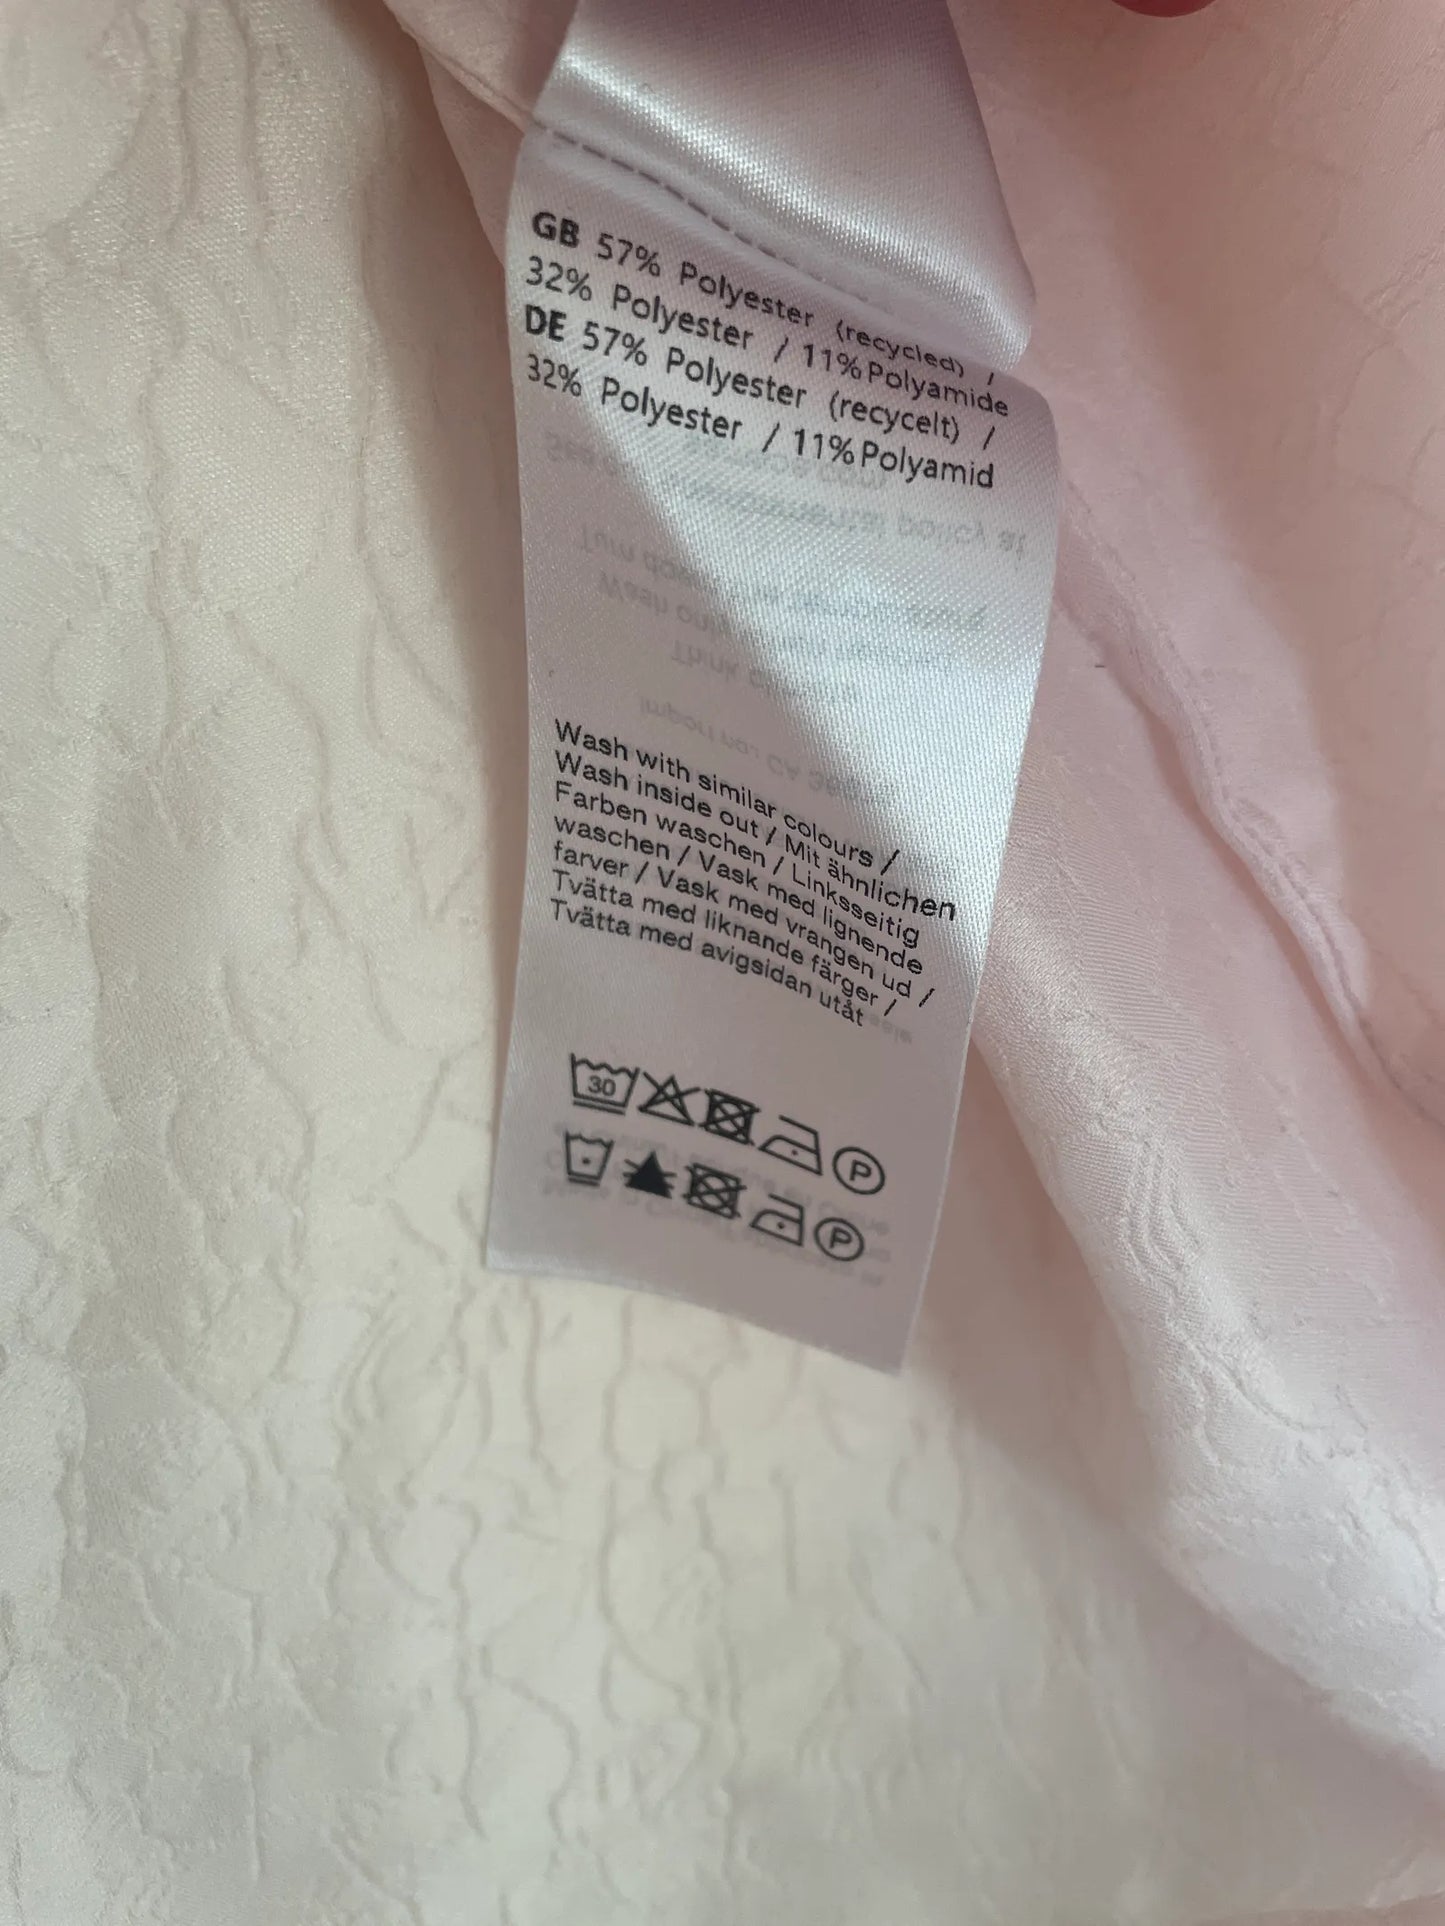 GB 57% Polyester (recycled) /
32% Polyester / 11%Polyamide
DE 57% Polyester (recycelt) /
32% Polyester / 11%Polyamid
Wash with similar colours /
Wash inside out / Mit ähnlichen
Farben waschen / Linksseitig
waschen / Vask med lignende
farver / Vask med vrangen ud /
Tvätta med liknande färger /
Tvätta med avigsidan utåt
30
P
P